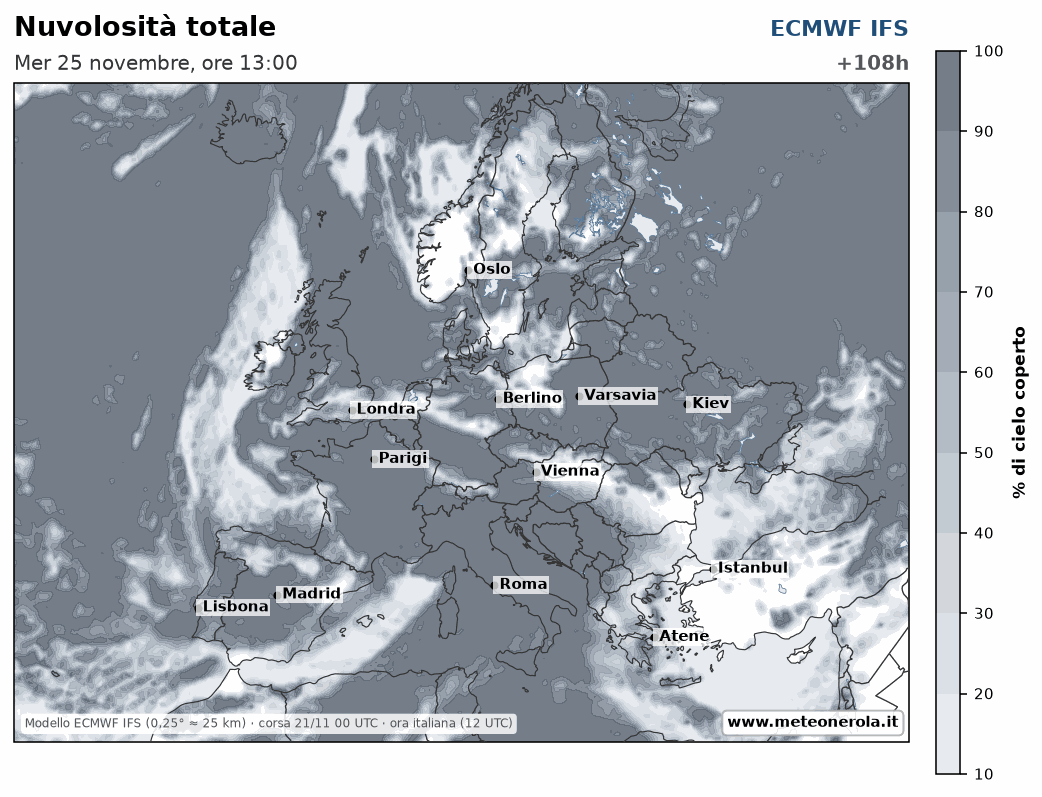 Nuvolosità totale
ECMWF IFS
Mer 25 novembre, ore 13:00
+108h
Oslo
Londra
Berlino
Varsavia
Kiev
Parigi
Vienna
Istanbul
Roma
Madrid
Lisbona
Atene
Modello ECMWF IFS (0,25° ≈ 25 km) · corsa 21/11 00 UTC · ora italiana (12 UTC)
www.meteonerola.it
100
90
80
70
60
50
40
30
20
10
% di cielo coperto